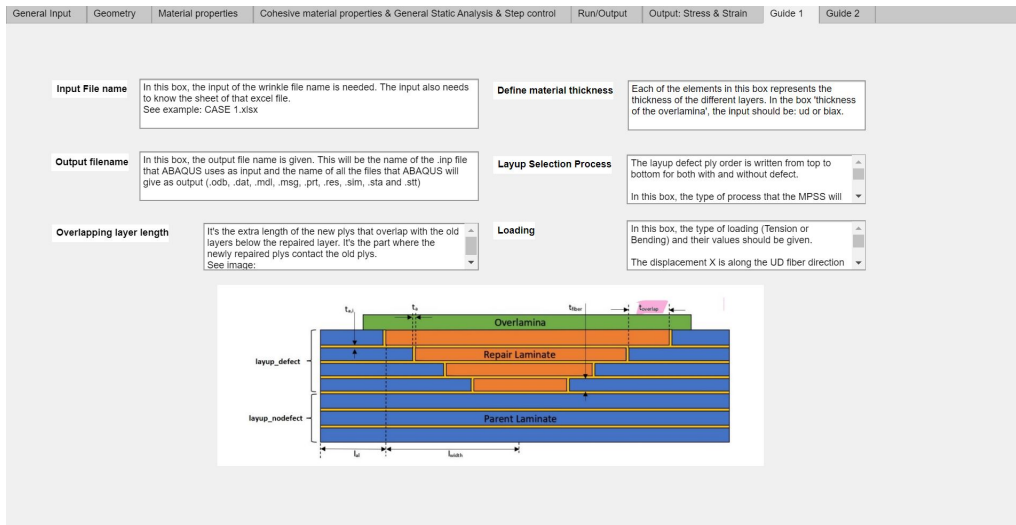 General Input Geometry Material properties Cohesive material properties & General Static Analysis & Step control Run/Output Output: Stress & Strain Guide 1 Guide 2
Input File name
In this box, the input of the wrinkle file name is needed. The input also needs
to know the sheet of that excel file.
See example: CASE 1.xlsx
Define material thickness
Each of the elements in this box represents the
thickness of the different layers. In the box 'thickness
of the overlamina', the input should be: ud or biax.
Output filename
In this box, the output file name is given. This will be the name of the .inp file
that ABAQUS uses as input and the name of all the files that ABAQUS will
give as output (.odb, .dat, .mdl, .msg, .prt, .res, .sim, .sta and .stt)
Layup Selection Process
The layup defect ply order is written from top to
bottom for both with and without defect.
In this box, the type of process that the MPSS will
Overlapping layer length
It's the extra length of the new plys that overlap with the old
layers below the repaired layer. It's the part where the
newly repaired plys contact the old plys.
See image:
Loading
In this box, the type of loading (Tension or
Bending) and their values should be given.
The displacement X is along the UD fiber direction
t_fiber t_overlap
Overlamina
Repair Laminate
layup_defect
layup_nodefect
Parent Laminate
l_width